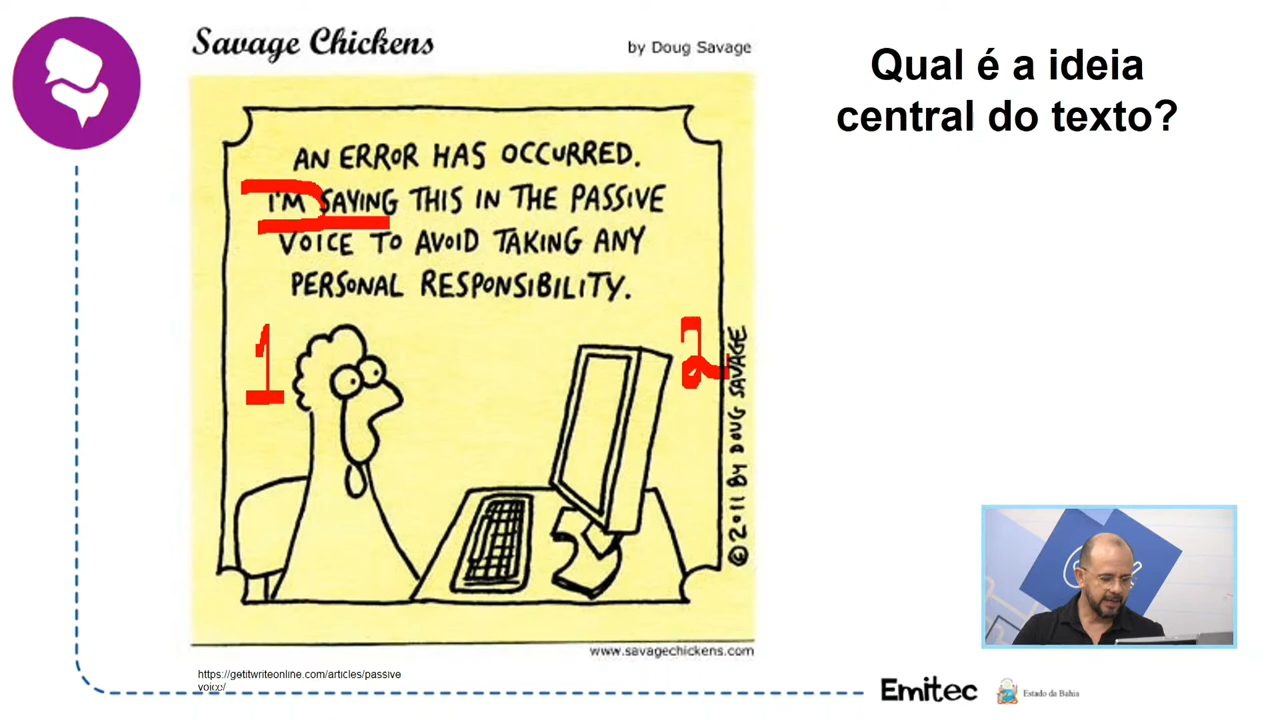 Savage Chickens
by Doug Savage
AN ERROR HAS OCCURRED.
I'M SAYING THIS IN THE PASSIVE
VOICE TO AVOID TAKING ANY
PERSONAL RESPONSIBILITY.
1
2
©2011 BY DOUG SAVAGE
www.savagechickens.com
https://getitwriteonline.com/articles/passive
voice/
Qual é a ideia
central do texto?
Emitec
Estado da Bahia